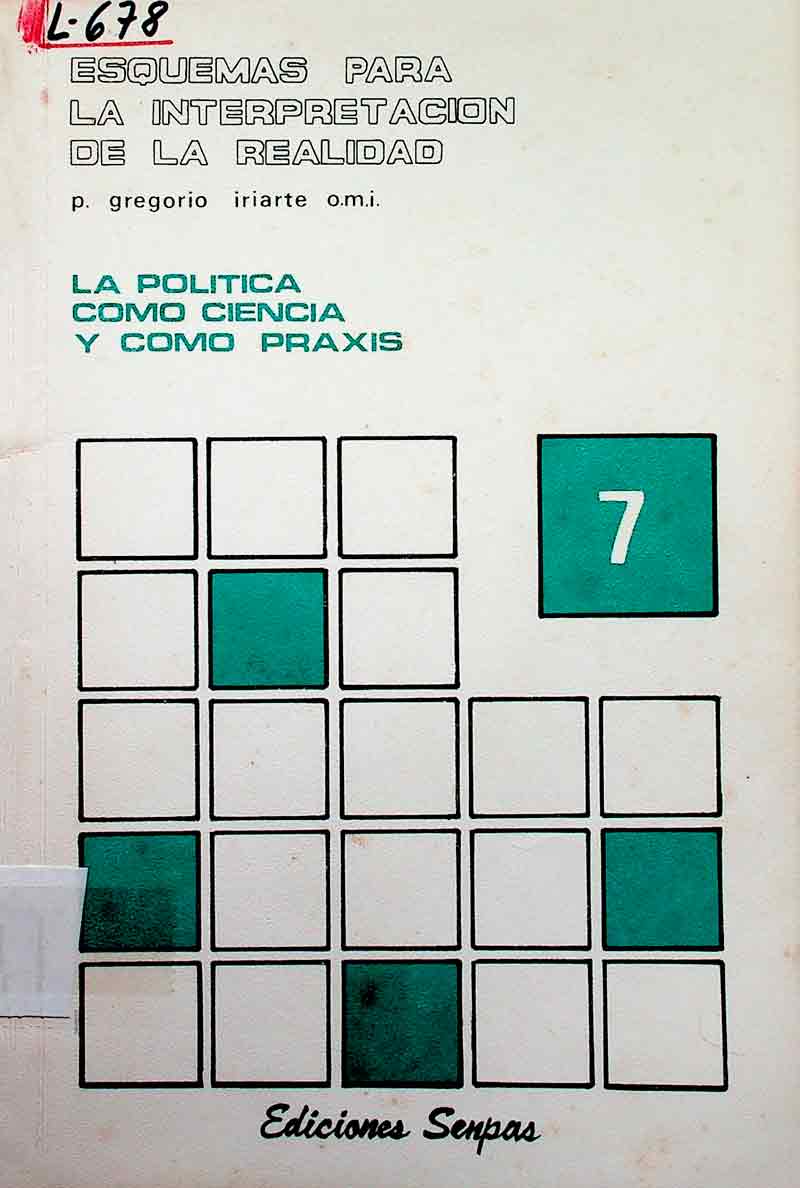 L-678
ESQUEMAS PARA
LA INTERPRETACION
DE LA REALIDAD
p. gregorio iriarte o.m.i.
LA POLITICA
COMO CIENCIA
Y COMO PRAXIS
7
Ediciones Senpas